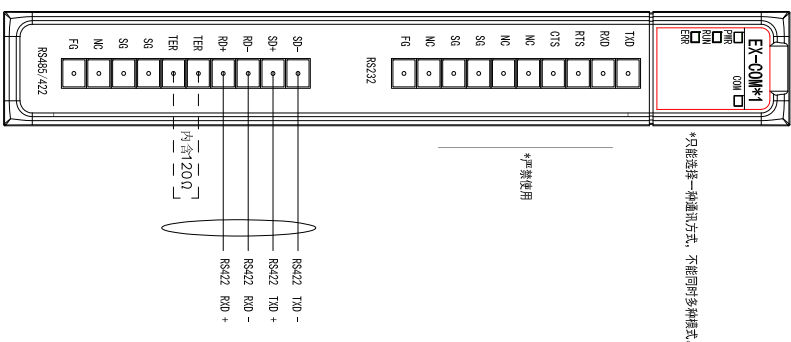 RS485/422
FG
NC
SG
SG
TER
TER
RD+
RD-
SD+
SD-
RS232
FG
NC
SG
SG
NC
NC
CTS
RTS
RXD
TXD
PWR
RUN
ERR
EX-COM*1
COM
内含120Ω
RS422 RXD +
RS422 RXD -
RS422 TXD +
RS422 TXD -
*严禁使用
*只能选择一种通讯方式，不能同时多种模式。